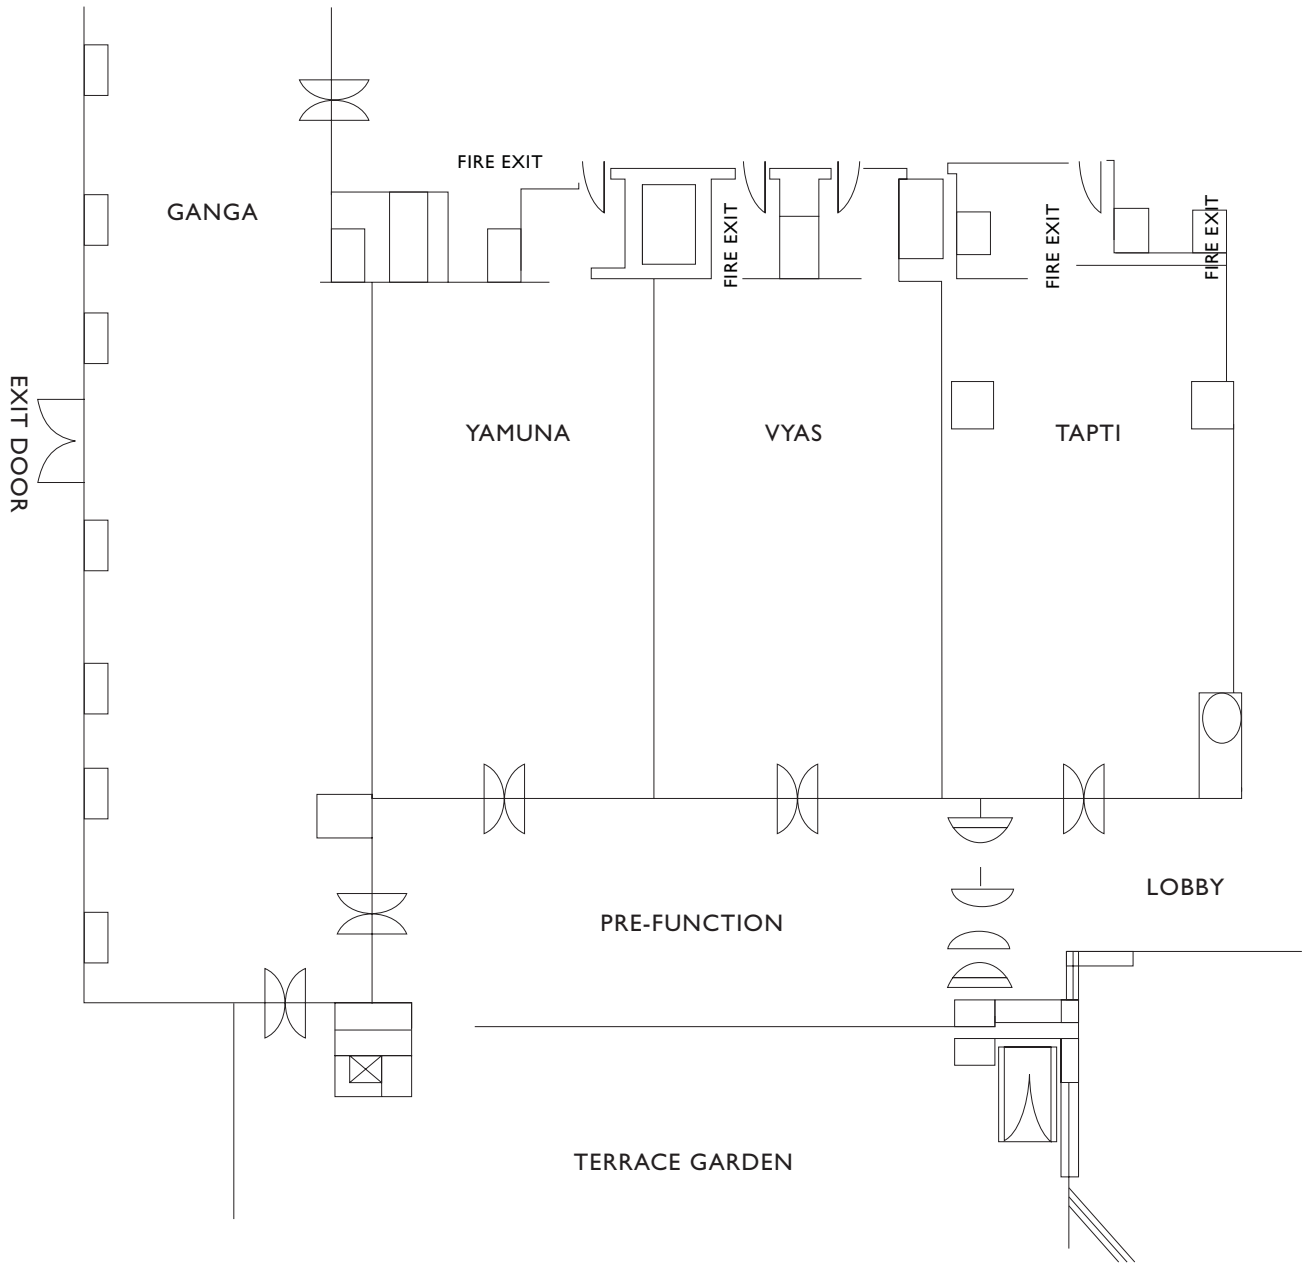 FIRE EXIT
GANGA
FIRE EXIT
FIRE EXIT
FIRE EXIT
EXIT DOOR
YAMUNA
VYAS
TAPTI
LOBBY
PRE-FUNCTION
TERRACE GARDEN